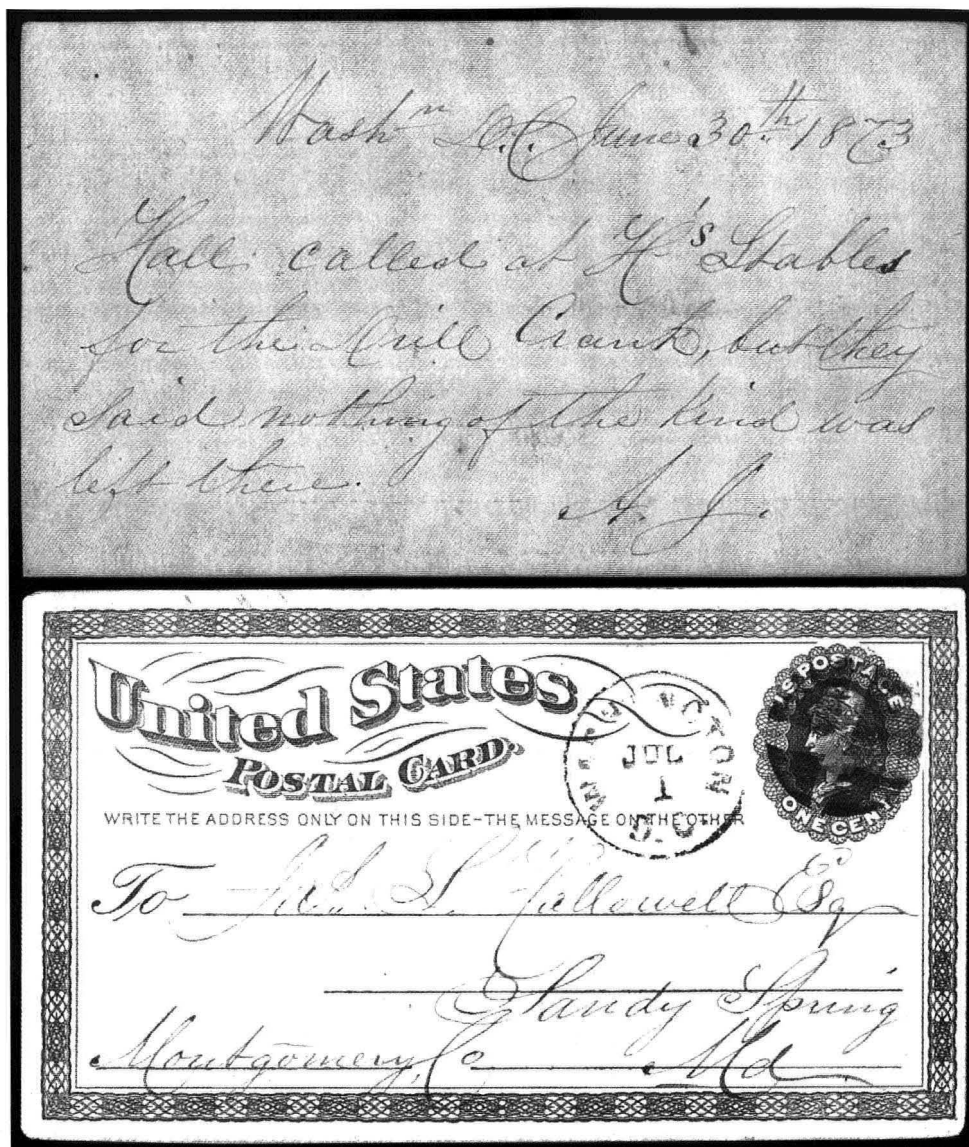 Wash n D.C. June 30th 1873
Hall called at H's Stables
for the Drill Crank, but they
said nothing of the kind was
left there.
A. J.
United States
POSTAL CARD.
WRITE THE ADDRESS ONLY ON THIS SIDE-THE MESSAGE ON THE OTHER
U.S. POSTAGE
ONE CENT
WASHINGTON
JUL
1
D.C.
To S. Hallowell Esq
Sandy Spring
Montgomery, Co Md